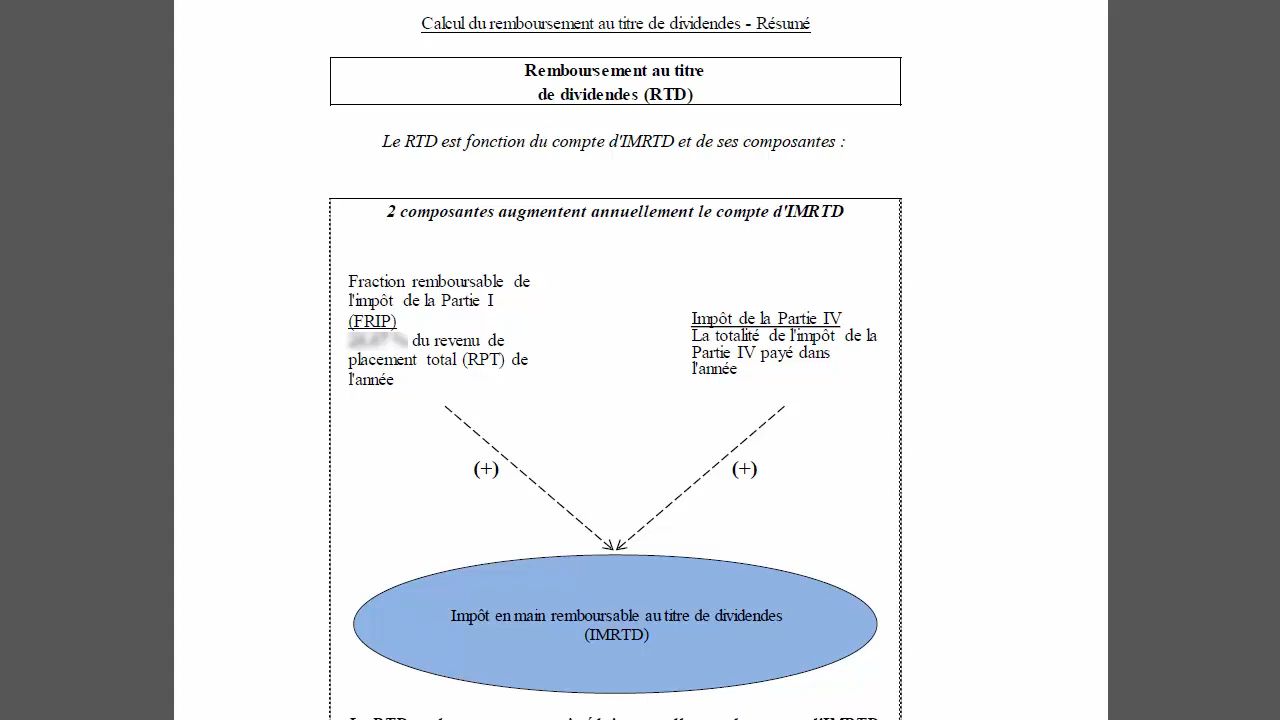 Calcul du remboursement au titre de dividendes - Résumé
Remboursement au titre
de dividendes (RTD)
Le RTD est fonction du compte d'IMRTD et de ses composantes :
2 composantes augmentent annuellement le compte d'IMRTD
Fraction remboursable de
l'impôt de la Partie I
(FRIP)
du revenu de
placement total (RPT) de
l'année
Impôt de la Partie IV
La totalité de l'impôt de la
Partie IV payé dans
l'année
(+)
(+)
Impôt en main remboursable au titre de dividendes
(IMRTD)